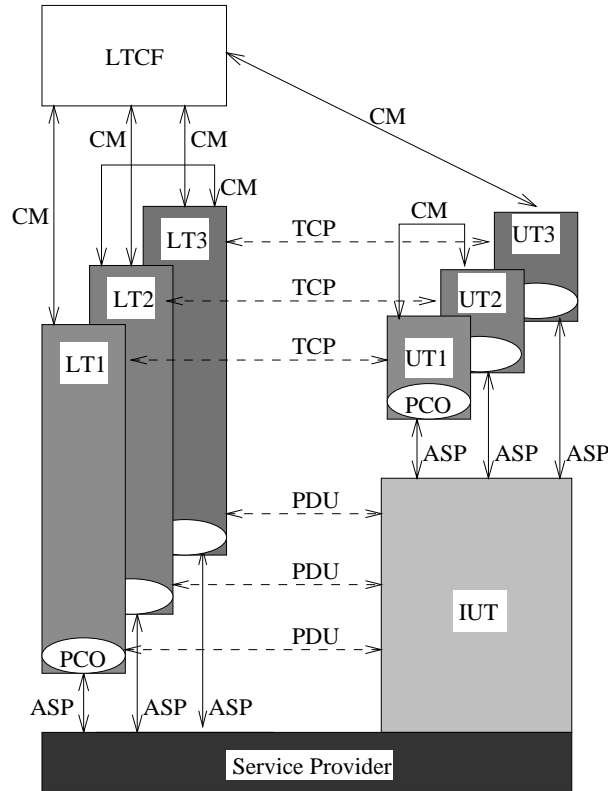 LTCF
CM
CM
CM
CM
CM
CM
LT3
TCP
UT3
LT2
TCP
UT2
LT1
TCP
UT1
PCO
ASP
ASP
ASP
PDU
PDU
IUT
PDU
PCO
ASP
ASP
ASP
Service Provider